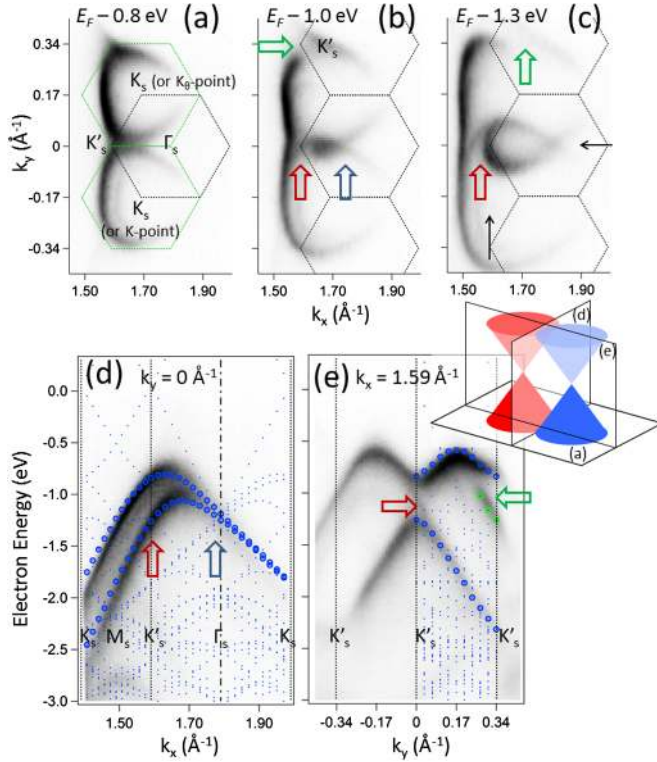 E_F − 0.8 eV (a) E_F − 1.0 eV (b) E_F − 1.3 eV (c)
0.34
0.17
0
-0.17
-0.34
k_y (Å⁻¹)
K_s (or K_θ-point)
K'_s Γ_s
K_s
(or K-point)
K'_s
1.50 1.70 1.90
1.50 1.70 1.90
1.50 1.70 1.90
k_x (Å⁻¹)
(d)
(e)
(a)
(d) k_y = 0 Å⁻¹
(e) k_x = 1.59 Å⁻¹
0.0
-0.5
-1.0
-1.5
-2.0
-2.5
-3.0
Electron Energy (eV)
K_s M_s K'_s Γ_s K_s
K'_s K'_s K'_s
1.50 1.70 1.90
-0.34 -0.17 0 0.17 0.34
k_x (Å⁻¹) k_y (Å⁻¹)